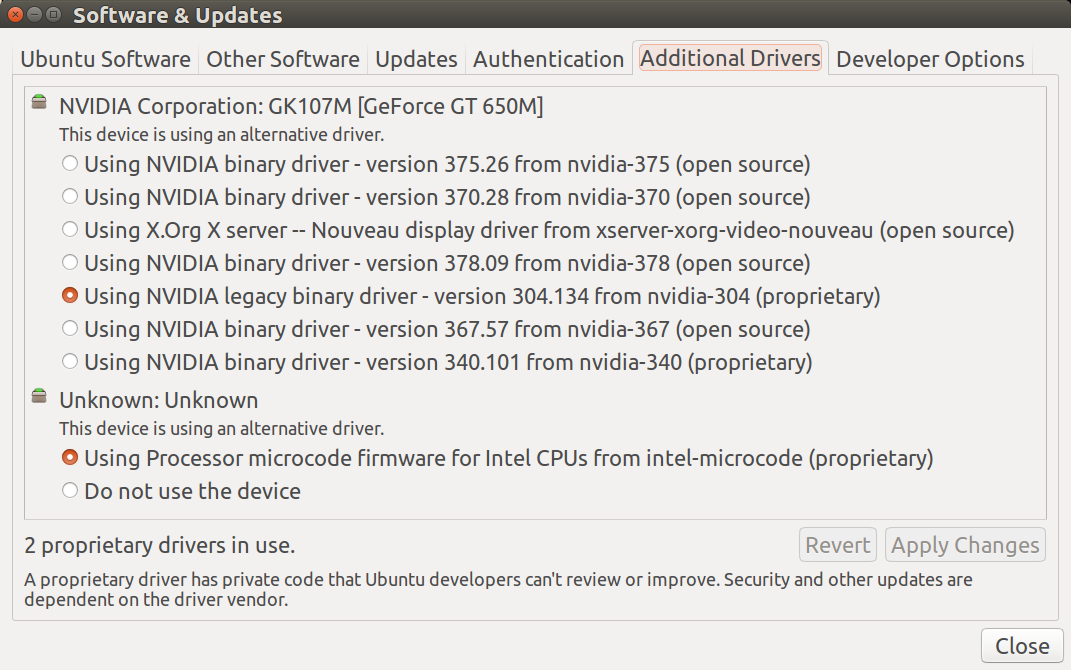 Software & Updates
Ubuntu Software Other Software Updates Authentication Additional Drivers Developer Options
NVIDIA Corporation: GK107M [GeForce GT 650M]
This device is using an alternative driver.
Using NVIDIA binary driver - version 375.26 from nvidia-375 (open source)
Using NVIDIA binary driver - version 370.28 from nvidia-370 (open source)
Using X.Org X server -- Nouveau display driver from xserver-xorg-video-nouveau (open source)
Using NVIDIA binary driver - version 378.09 from nvidia-378 (open source)
Using NVIDIA legacy binary driver - version 304.134 from nvidia-304 (proprietary)
Using NVIDIA binary driver - version 367.57 from nvidia-367 (open source)
Using NVIDIA binary driver - version 340.101 from nvidia-340 (proprietary)
Unknown: Unknown
This device is using an alternative driver.
Using Processor microcode firmware for Intel CPUs from intel-microcode (proprietary)
Do not use the device
2 proprietary drivers in use. Revert Apply Changes
A proprietary driver has private code that Ubuntu developers can't review or improve. Security and other updates are
dependent on the driver vendor.
Close